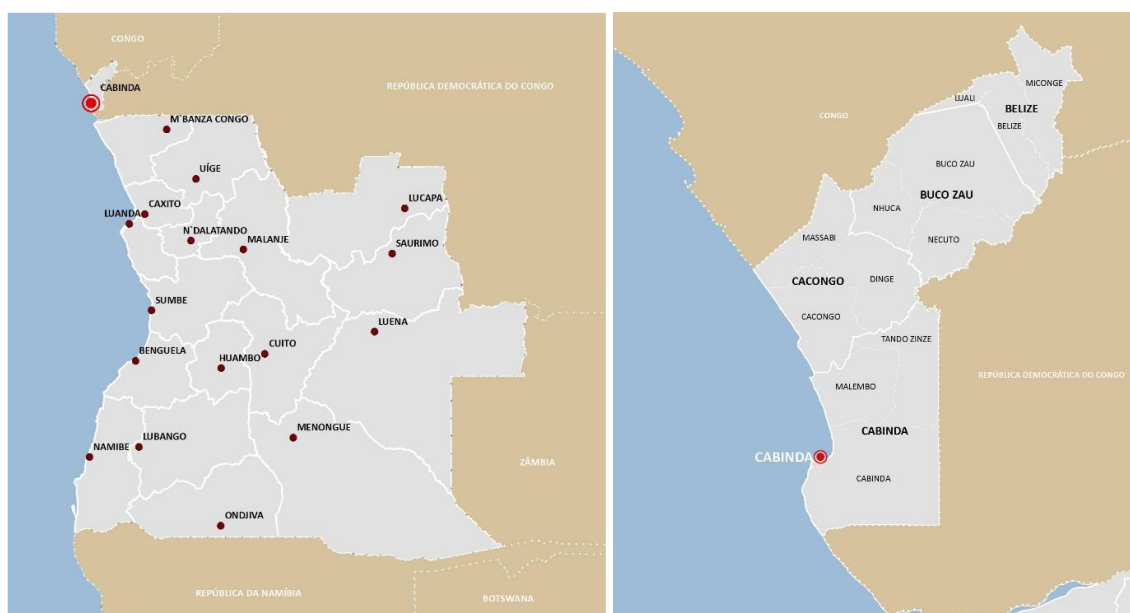 CONGO
CABINDA
REPÚBLICA DEMOCRÁTICA DO CONGO
M`BANZA CONGO
UÍGE
CAXITO
LUANDA
N`DALATANDO
MALANJE
LUCAPA
SAURIMO
SUMBE
LUENA
BENGUELA
HUAMBO
CUITO
MENONGUE
NAMIBE
LUBANGO
ZÂMBIA
ONDJIVA
REPÚBLICA DA NAMÍBIA
BOTSWANA
MICONGE
LUALI
BELIZE
BELIZE
CONGO
BUCO ZAU
BUCO ZAU
NHUCA
MASSABI
NECUTO
CACONGO
DINGE
CACONGO
TANDO ZINZE
MALEMBO
REPÚBLICA DEMOCRÁTICA DO CONGO
CABINDA
CABINDA
CABINDA